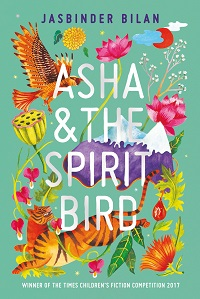 JASBINDER BILAN
ASHA
& THE
SPIRIT
BIRD
WINNER OF THE TIMES CHILDREN'S FICTION COMPETITION 2017